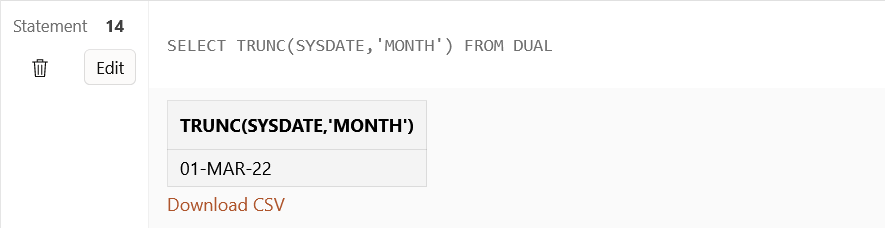 Statement 14
Edit
SELECT TRUNC(SYSDATE,'MONTH') FROM DUAL
TRUNC(SYSDATE,'MONTH')
01-MAR-22
Download CSV